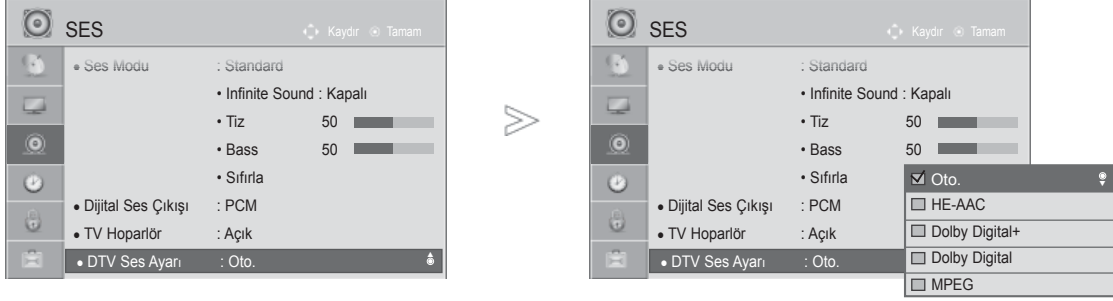 SES
Kaydır Tamam
• Ses Modu : Standard
• Infinite Sound : Kapalı
• Tiz 50
• Bass 50
• Sıfırla
• Dijital Ses Çıkışı : PCM
• TV Hoparlör : Açık
• DTV Ses Ayarı : Oto.
SES
Kaydır Tamam
• Ses Modu : Standard
• Infinite Sound : Kapalı
• Tiz 50
• Bass 50
• Sıfırla
• Dijital Ses Çıkışı : PCM
• TV Hoparlör : Açık
• DTV Ses Ayarı : Oto.
Oto.
HE-AAC
Dolby Digital+
Dolby Digital
MPEG